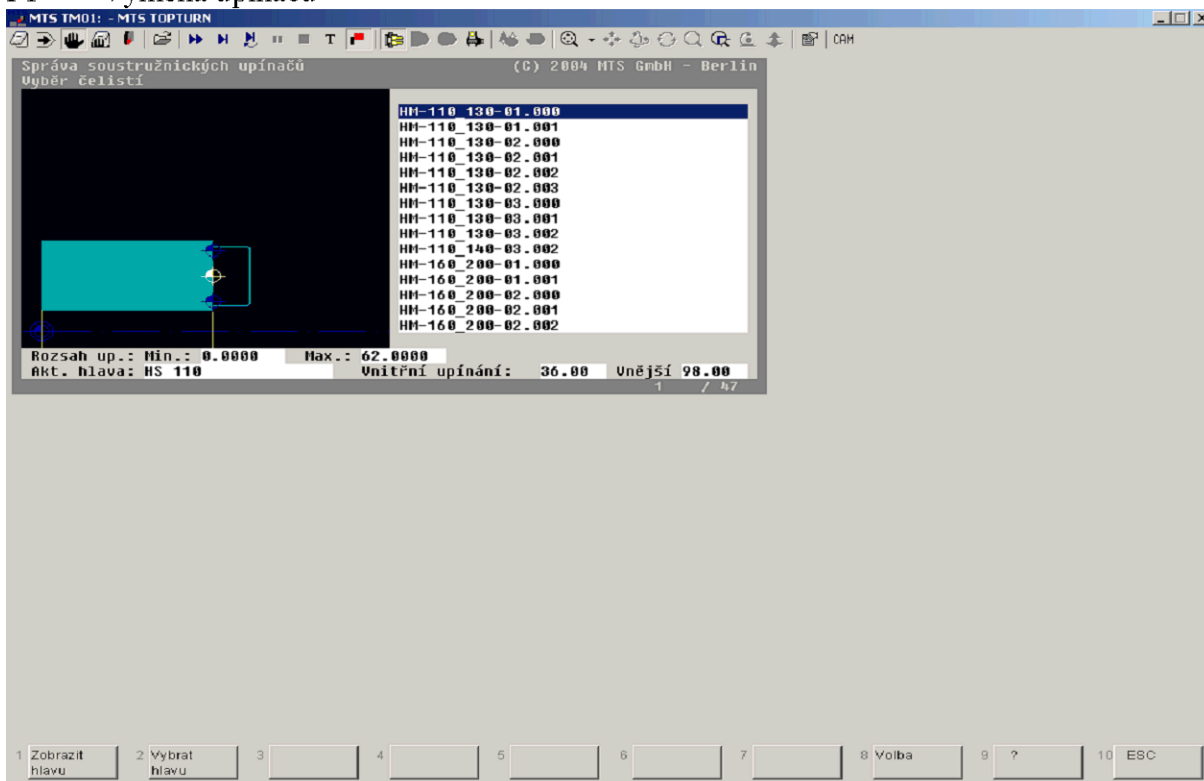 MTS TM01: - MTS TOPTURN
T CAM
Správa soustružnických upínačů (C) 2004 MTS GmbH - Berlin
Výběr čelistí
HM-110_130-01.000
HM-110_130-01.001
HM-110_130-02.000
HM-110_130-02.001
HM-110_130-02.002
HM-110_130-02.003
HM-110_130-03.000
HM-110_130-03.001
HM-110_130-03.002
HM-110_140-03.002
HM-160_200-01.000
HM-160_200-01.001
HM-160_200-02.000
HM-160_200-02.001
HM-160_200-02.002
Rozsah up.: Min.: 0.0000 Max.: 62.0000
Akt. hlava: HS 110 Vnitřní upínání: 36.00 Vnější 98.00
1 / 47
1 Zobrazit hlavu 2 Vybrat hlavu 3 4 5 6 7 8 Volba 9 ? 10 ESC